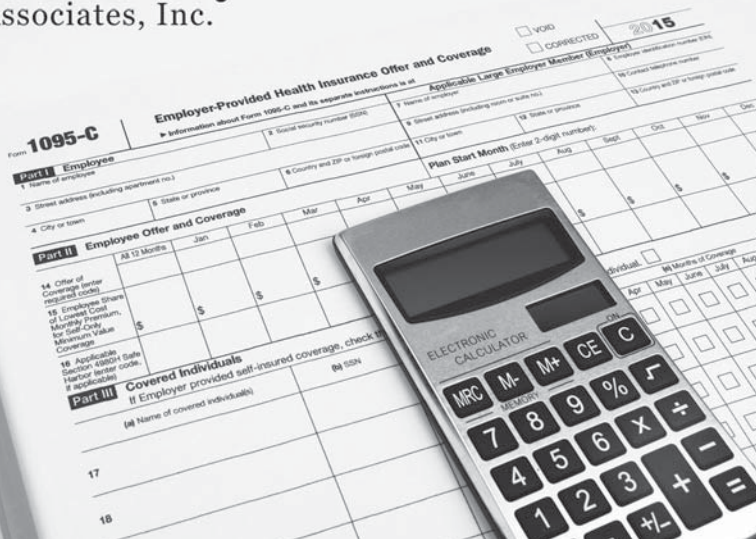 ssociates, Inc.
VOID
CORRECTED
2015
Form 1095-C
Employer-Provided Health Insurance Offer and Coverage
▶ Information about Form 1095-C and its separate instructions is at
Part I Employee
Applicable Large Employer Member (Employer)
1 Name of employee
2 Social security number (SSN)
7 Name of employer
8 Employer identification number (EIN)
3 Street address (including apartment no.)
9 Street address (including room or suite no.)
10 Contact telephone number
4 City or town
5 State or province
6 Country and ZIP or foreign postal code
11 City or town
12 State or province
13 Country and ZIP or foreign postal code
Part II Employee Offer and Coverage
Plan Start Month (Enter 2-digit number):
All 12 Months
Jan
Feb
Mar
Apr
May
June
July
Aug
Sept
Oct
Nov
Dec
14 Offer of
Coverage (enter
required code)
15 Employee Share
of Lowest Cost
Monthly Premium,
for Self-Only
Minimum Value
Coverage
$
$
$
$
$
$
$
$
16 Applicable
Section 4980H Safe
Harbor (enter code,
if applicable)
Part III Covered Individuals
If Employer provided self-insured coverage, check th
dividual.
(a) Name of covered individual(s)
(b) SSN
(e) Months of Coverage
Apr
May
June
July
Aug
17
18
ELECTRONIC
CALCULATOR
ON
MRC M- M+ CE C
MEMORY
7 8 9 % √
4 5 6 X ÷
1 2 3 + −
+/- =